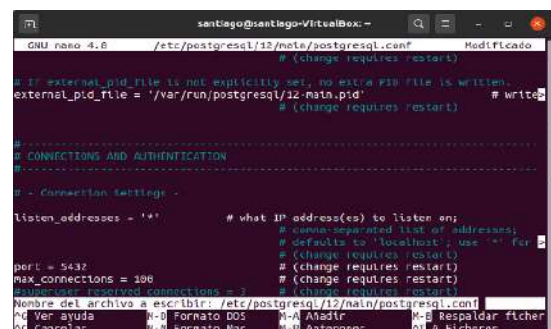 santiago@santiago-VirtualBox: ~
GNU nano 4.8 /etc/postgresql/12/main/postgresql.conf Modificado
# (change requires restart)
# If external_pid_file is not explicitly set, no extra PID file is written.
external_pid_file = '/var/run/postgresql/12-main.pid' # write>
# (change requires restart)
#------------------------------------------------------------------------------
# CONNECTIONS AND AUTHENTICATION
#------------------------------------------------------------------------------
# - Connection Settings -
listen_addresses = '*' # what IP address(es) to listen on;
# comma-separated list of addresses;
# defaults to 'localhost'; use '*' for >
# (change requires restart)
port = 5432 # (change requires restart)
max_connections = 100 # (change requires restart)
#superuser_reserved_connections = 3 # (change requires restart)
Nombre del archivo a escribir: /etc/postgresql/12/main/postgresql.conf
^G Ver ayuda M-D Formato DOS M-A Añadir M-B Respaldar ficher
^C Cancelar M-M Formato Mac M-P Anteponer ^T A Ficheros